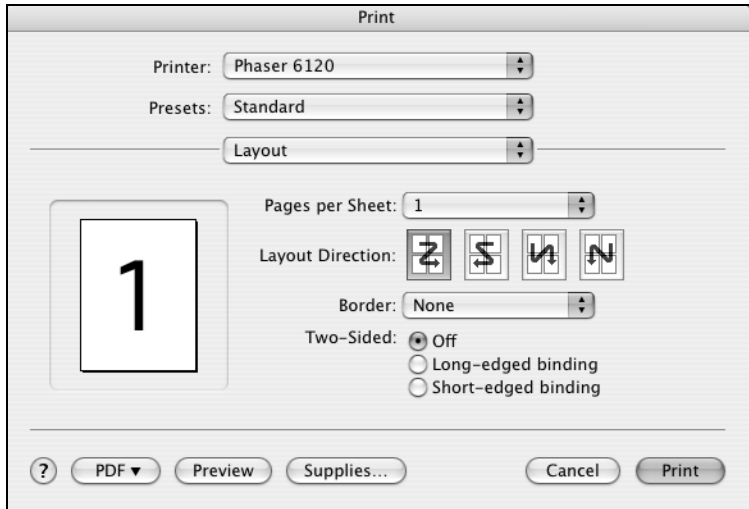 Print
Printer: Phaser 6120
Presets: Standard
Layout
Pages per Sheet: 1
1
Layout Direction:
Border: None
Two-Sided: Off
Long-edged binding
Short-edged binding
? PDF ▼ Preview Supplies... Cancel Print